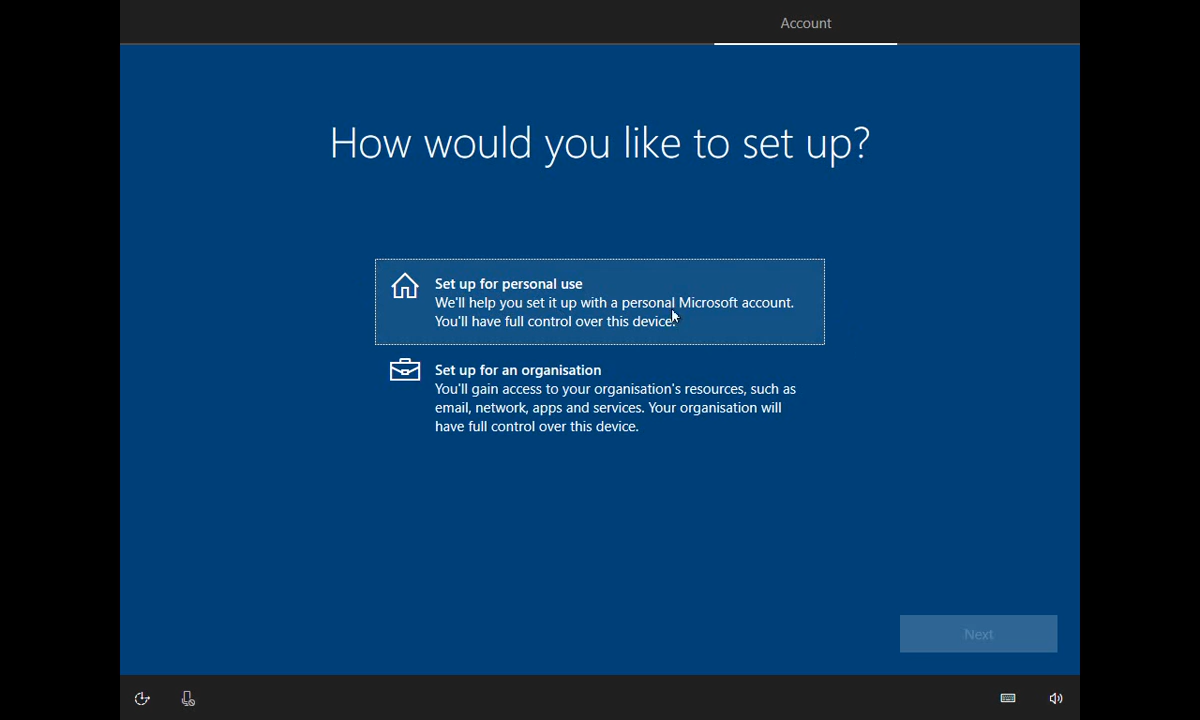 Account
How would you like to set up?
Set up for personal use
We'll help you set it up with a personal Microsoft account.
You'll have full control over this device.
Set up for an organisation
You'll gain access to your organisation's resources, such as
email, network, apps and services. Your organisation will
have full control over this device.
Next